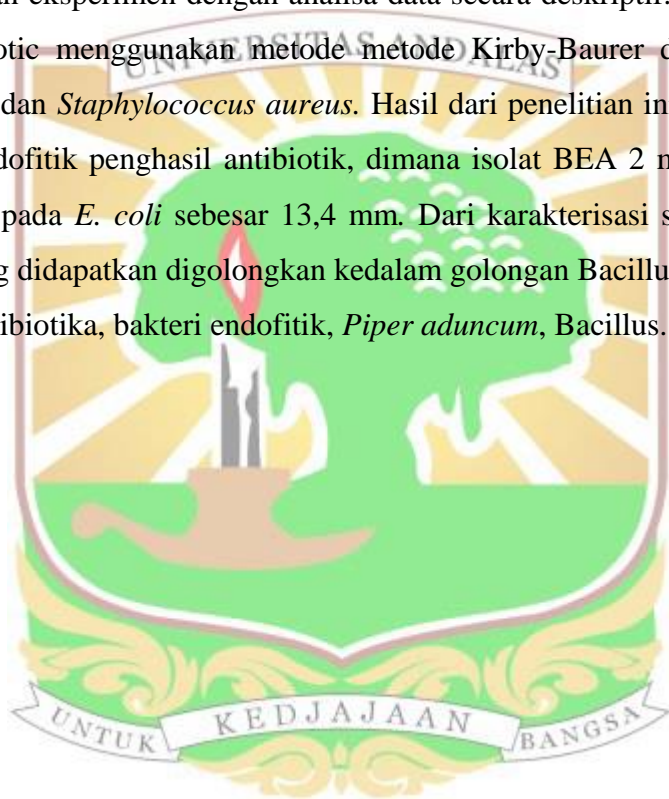 an eksperimen dengan analisa data secara deskriptif.
otic menggunakan metode metode Kirby-Baurer d
UNIVERSITAS ANDALAS
dan Staphylococcus aureus. Hasil dari penelitian in
dofitik penghasil antibiotik, dimana isolat BEA 2 m
pada E. coli sebesar 13,4 mm. Dari karakterisasi s
g didapatkan digolongkan kedalam golongan Bacillu
ibiotika, bakteri endofitik, Piper aduncum, Bacillus.
UNTUK KEDJAJAAN BANGSA